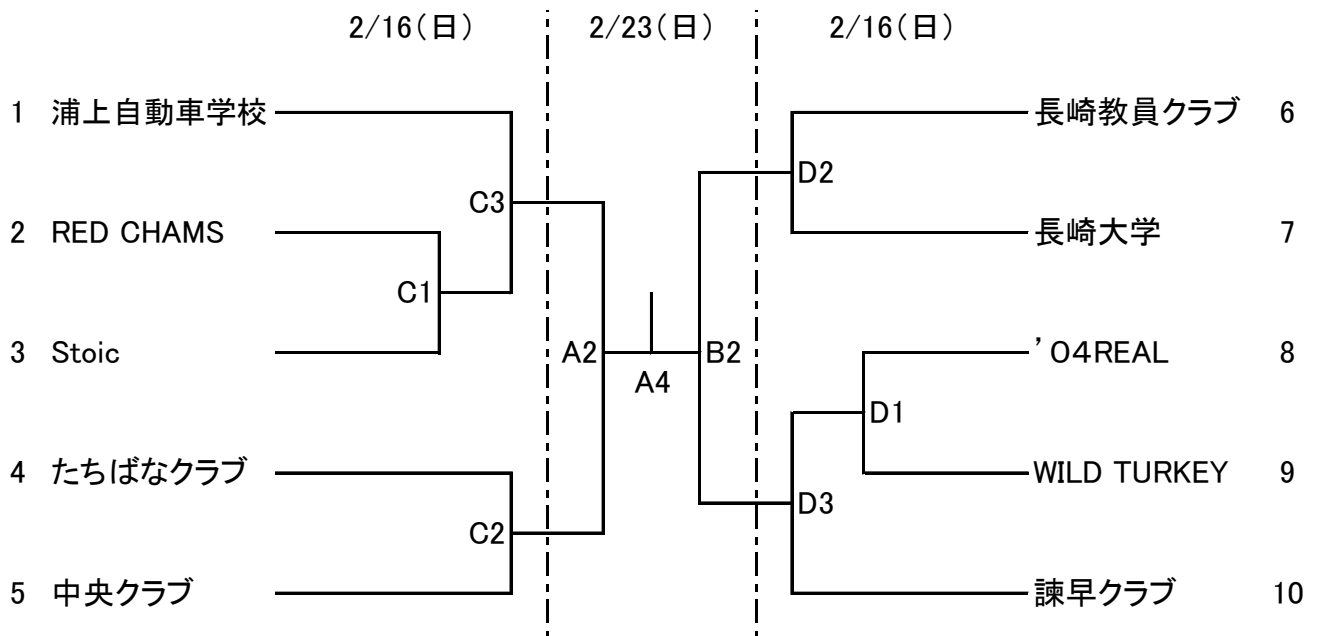 2/16(日) 2/23(日) 2/16(日)
1 浦上自動車学校 長崎教員クラブ 6
D2
C3
2 RED CHAMS 長崎大学 7
C1
3 Stoic A2 B2 ’04REAL 8
A4
D1
4 たちばなクラブ WILD TURKEY 9
D3
C2
5 中央クラブ 諫早クラブ 10